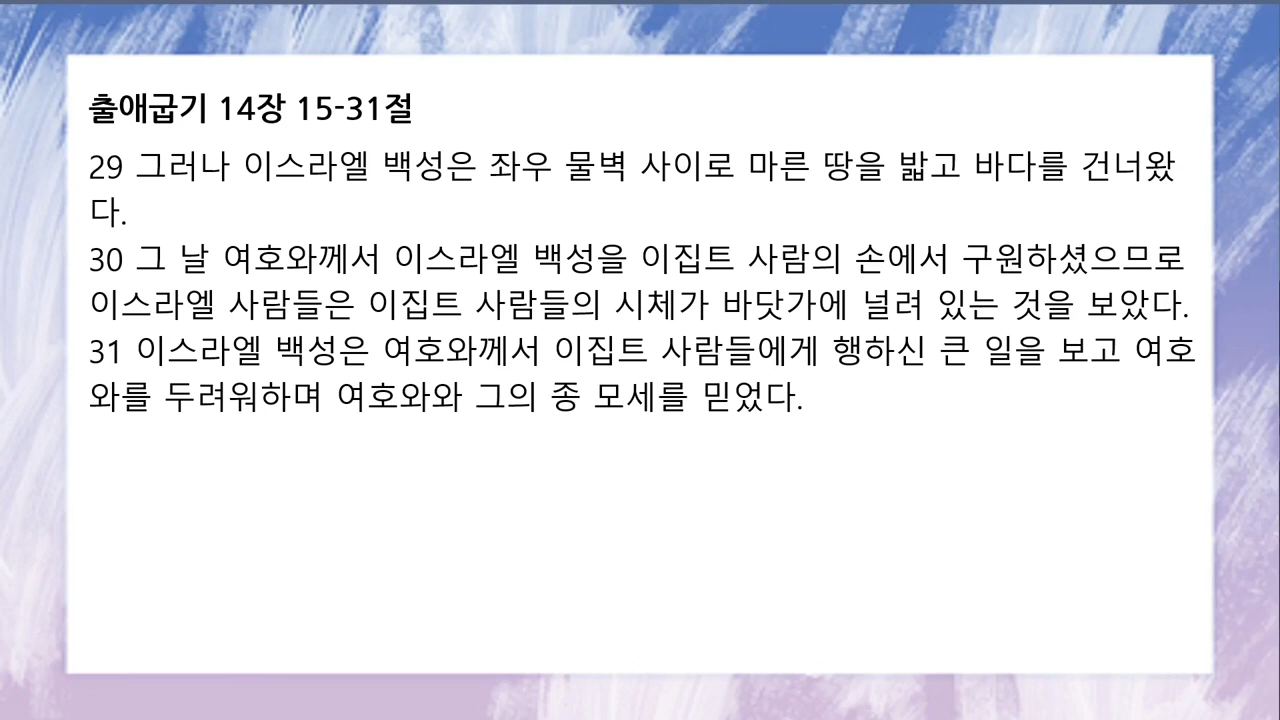 출애굽기 14장 15-31절
29 그러나 이스라엘 백성은 좌우 물벽 사이로 마른 땅을 밟고 바다를 건너왔
다.
30 그 날 여호와께서 이스라엘 백성을 이집트 사람의 손에서 구원하셨으므로
이스라엘 사람들은 이집트 사람들의 시체가 바닷가에 널려 있는 것을 보았다.
31 이스라엘 백성은 여호와께서 이집트 사람들에게 행하신 큰 일을 보고 여호
와를 두려워하며 여호와와 그의 종 모세를 믿었다.